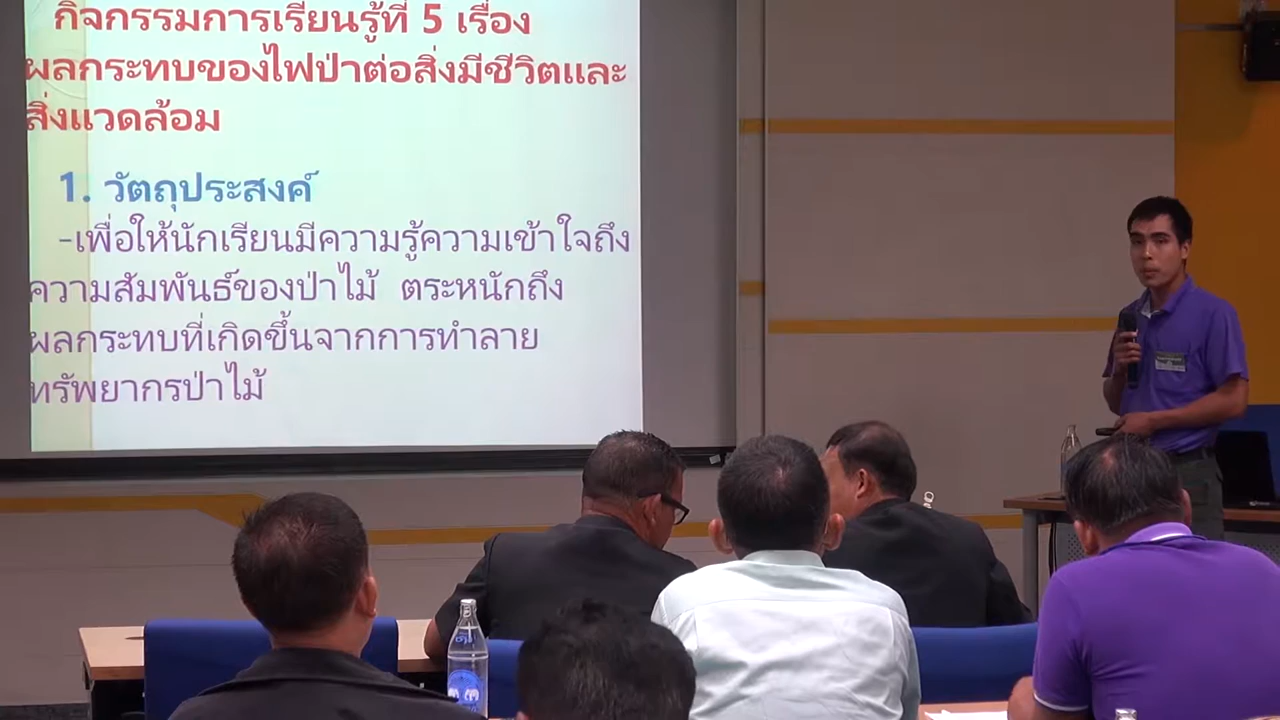 กิจกรรมการเรียนรู้ที่ 5 เรื่อง
ผลกระทบของไฟป่าต่อสิ่งมีชีวิตและ
สิ่งแวดล้อม
1. วัตถุประสงค์
-เพื่อให้นักเรียนมีความรู้ความเข้าใจถึง
ความสัมพันธ์ของป่าไม้ ตระหนักถึง
ผลกระทบที่เกิดขึ้นจากการทำลาย
ทรัพยากรป่าไม้